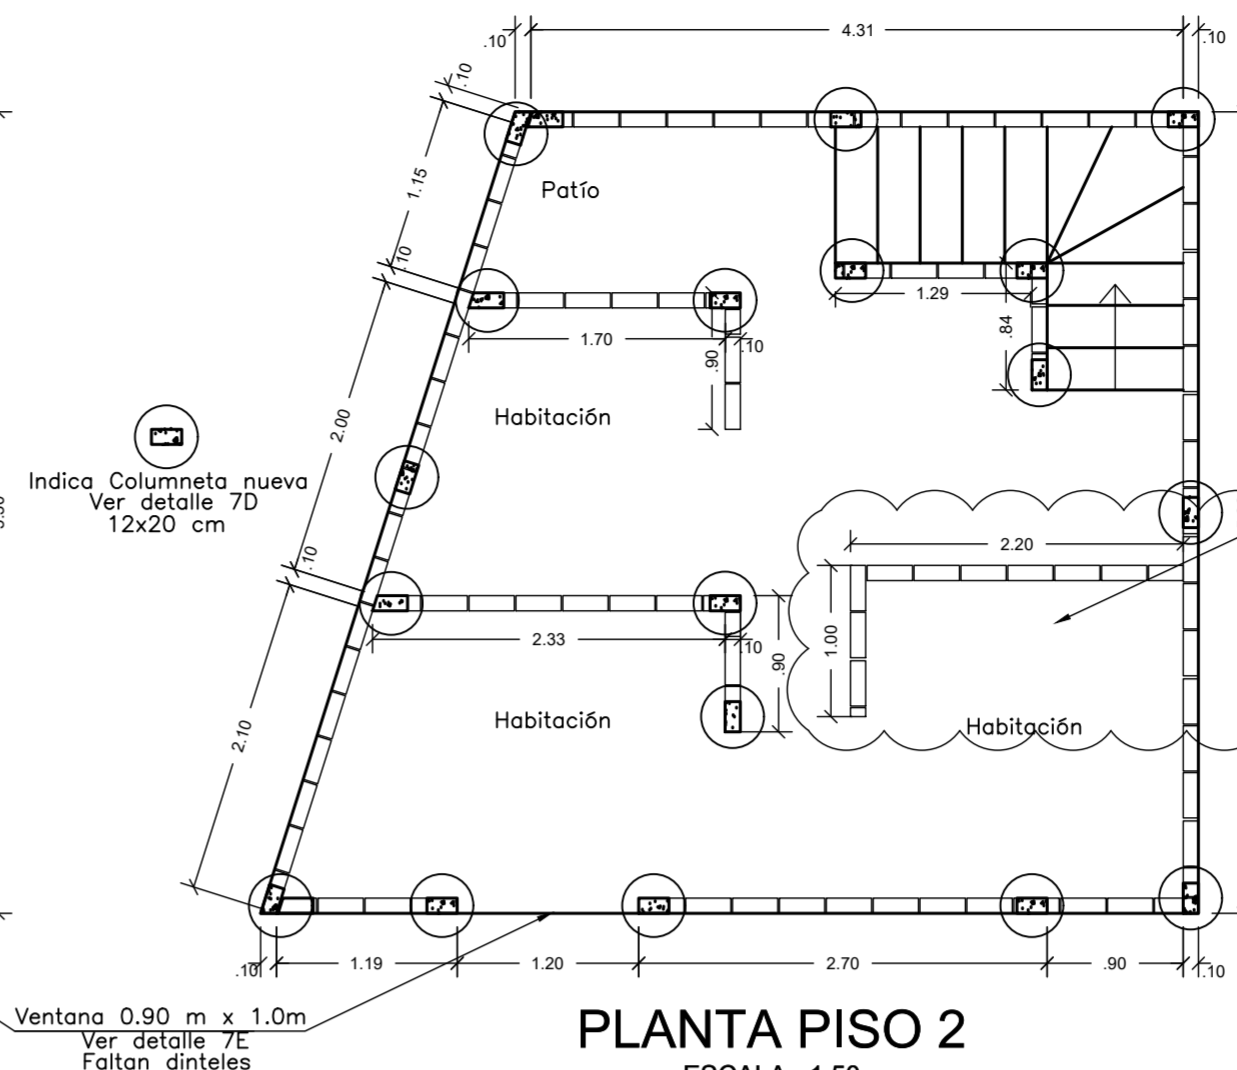 .10
4.31
.10
.10
1.15
Patío
.10
1.29
.84
1.70
.10
.90
2.00
Habitación
Indica Columneta nueva
Ver detalle 7D
12x20 cm
2.20
.10
1.00
2.33
.10
.90
2.10
Habitación
Habitación
.10
1.19
1.20
2.70
.90
.10
Ventana 0.90 m x 1.0m
Ver detalle 7E
Faltan dinteles
PLANTA PISO 2